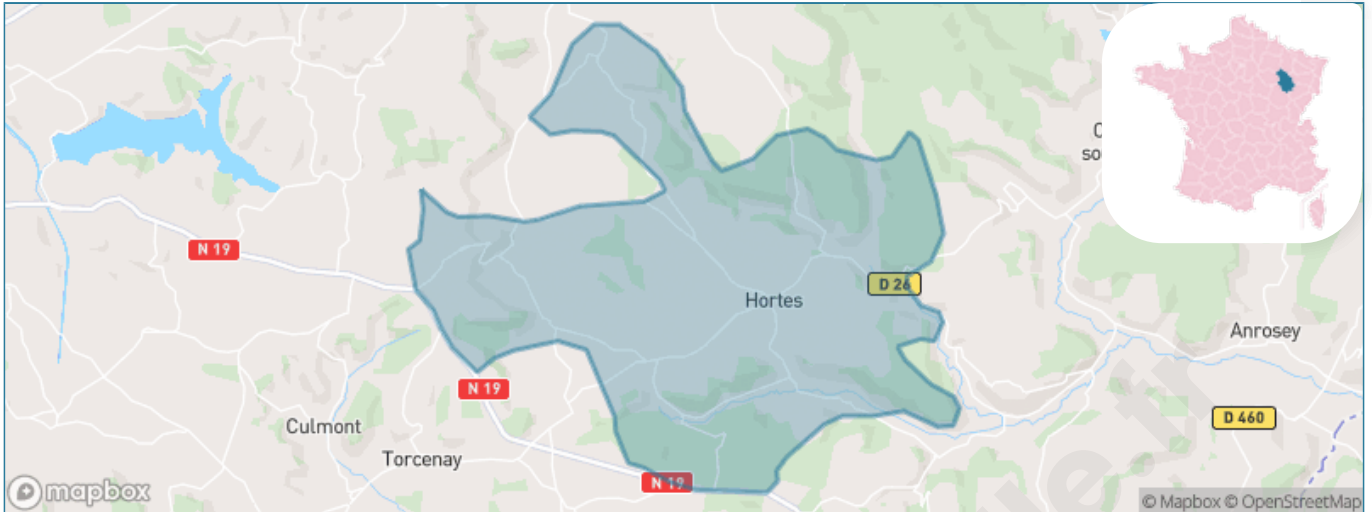 N 19
D 26
Hortes
Anrosey
N 19
D 460
Culmont
Torcenay
N 19
mapbox
© Mapbox © OpenStreetMap